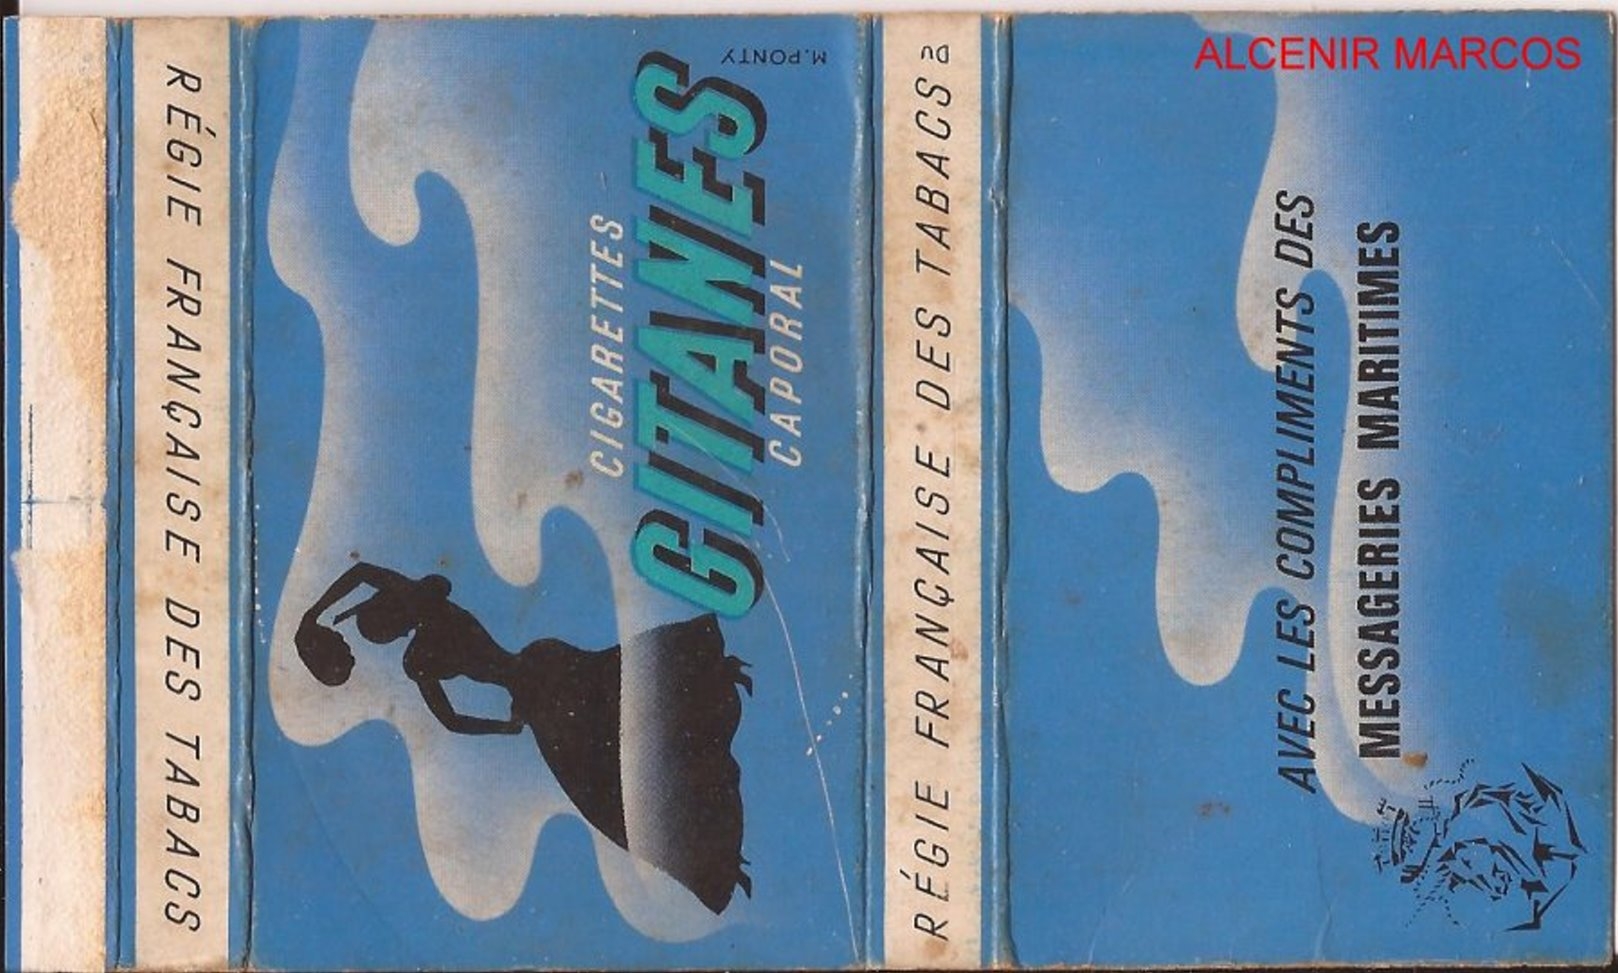 ALCENIR MARCOS
RÉGIE FRANÇAISE DES TABACS
M. PONTY
CIGARETTES
GITANES
CAPORAL
RÉGIE FRANÇAISE DES TABACS
DU
AVEC LES COMPLIMENTS DES
MESSAGERIES MARITIMES